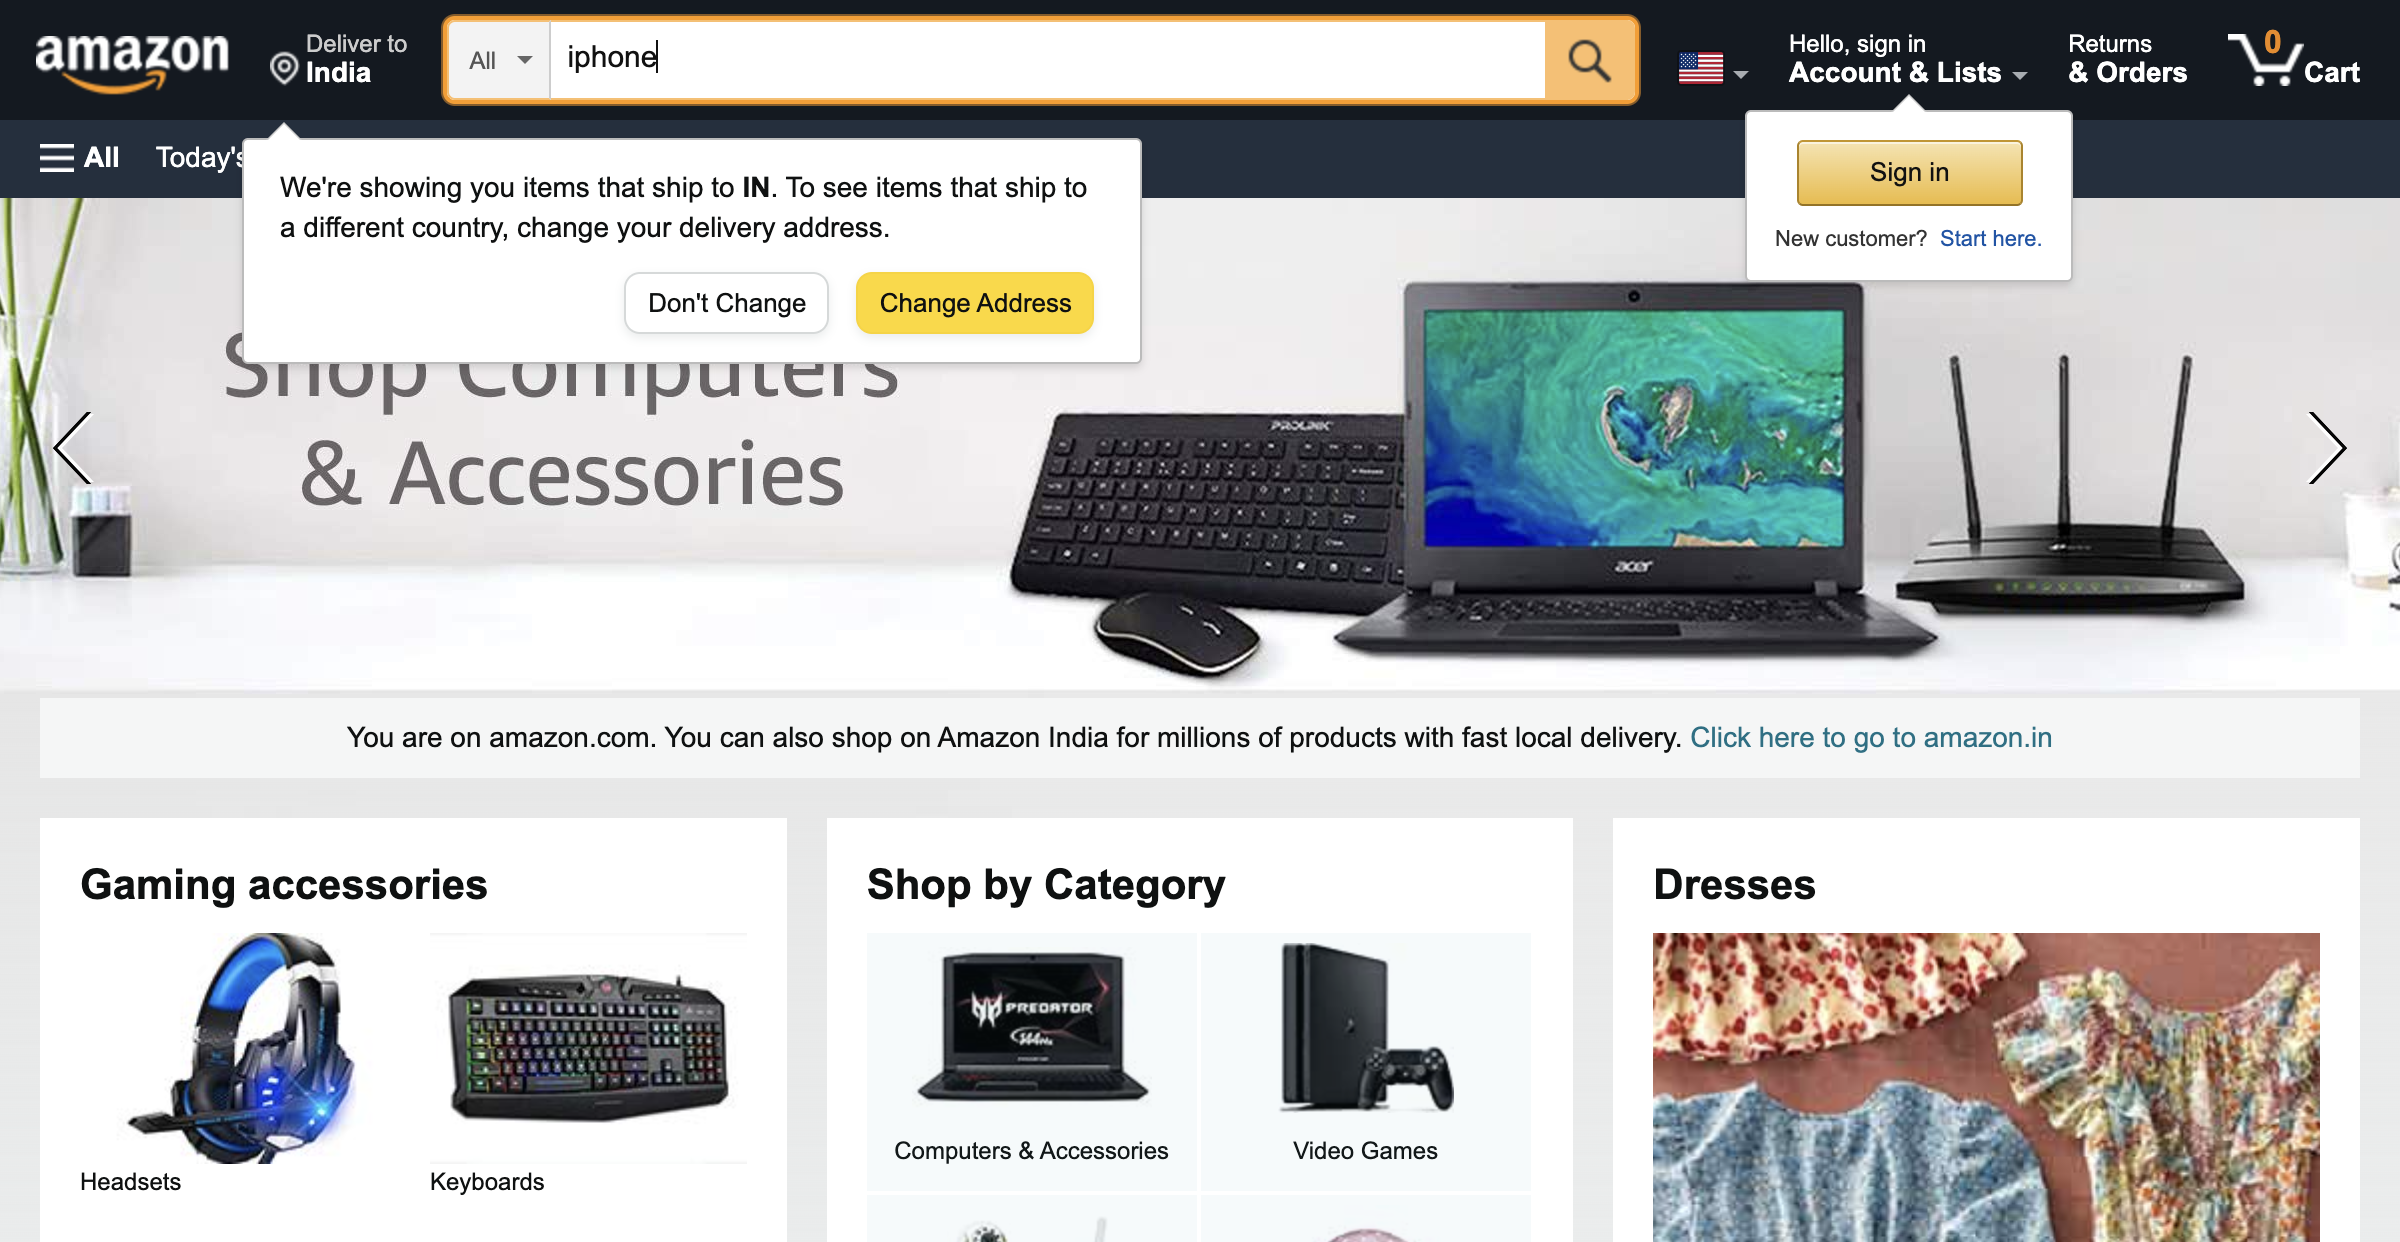 amazon
Deliver to
India
All
iphone
Hello, sign in
Account & Lists
Returns
& Orders
0
Cart
All
Today's
We're showing you items that ship to IN. To see items that ship to
a different country, change your delivery address.
Don't Change
Change Address
Sign in
New customer? Start here.
Shop Computers
& Accessories
PROLINK
acer
You are on amazon.com. You can also shop on Amazon India for millions of products with fast local delivery. Click here to go to amazon.in
Gaming accessories
Headsets
Keyboards
Shop by Category
PREDATOR
144Hz
Computers & Accessories
Video Games
Dresses